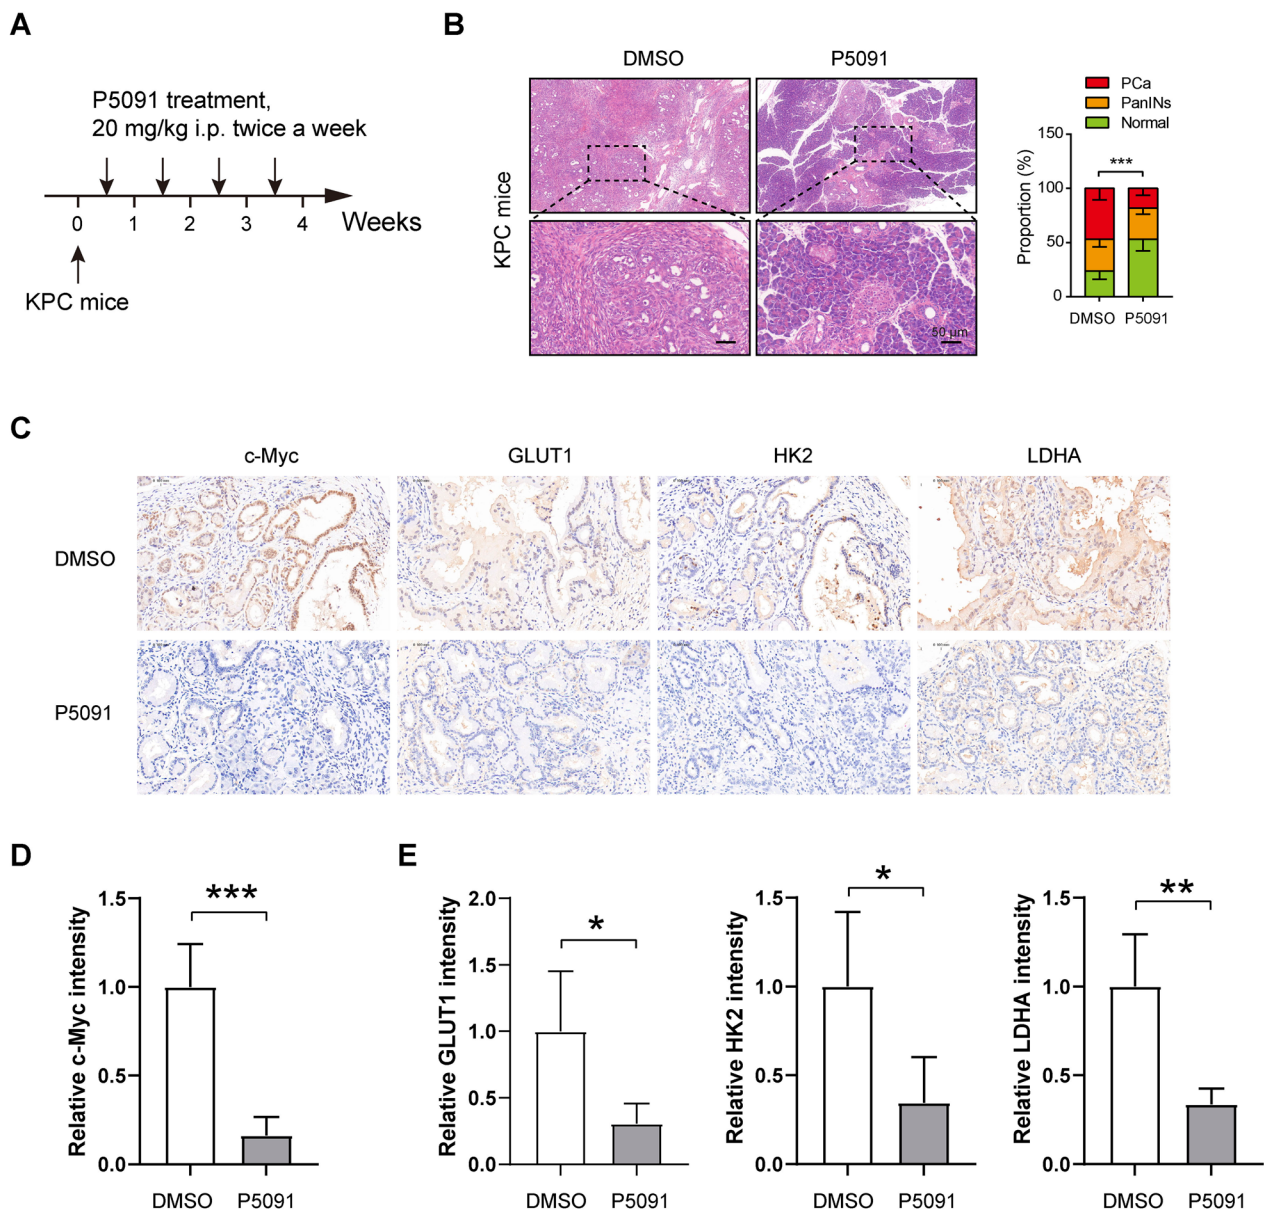 A
P5091 treatment,
20 mg/kg i.p. twice a week
0 1 2 3 4 Weeks
KPC mice
B
DMSO P5091
KPC mice
50 μm
PCa
PanINs
Normal
Proportion (%)
150
100
50
0
***
DMSO P5091
C
c-Myc GLUT1 HK2 LDHA
DMSO
P5091
D
Relative c-Myc intensity
1.5
1.0
0.5
0.0
***
DMSO P5091
E
Relative GLUT1 intensity
2.0
1.5
1.0
0.5
0.0
*
DMSO P5091
Relative HK2 intensity
1.5
1.0
0.5
0.0
*
DMSO P5091
Relative LDHA intensity
1.5
1.0
0.5
0.0
**
DMSO P5091